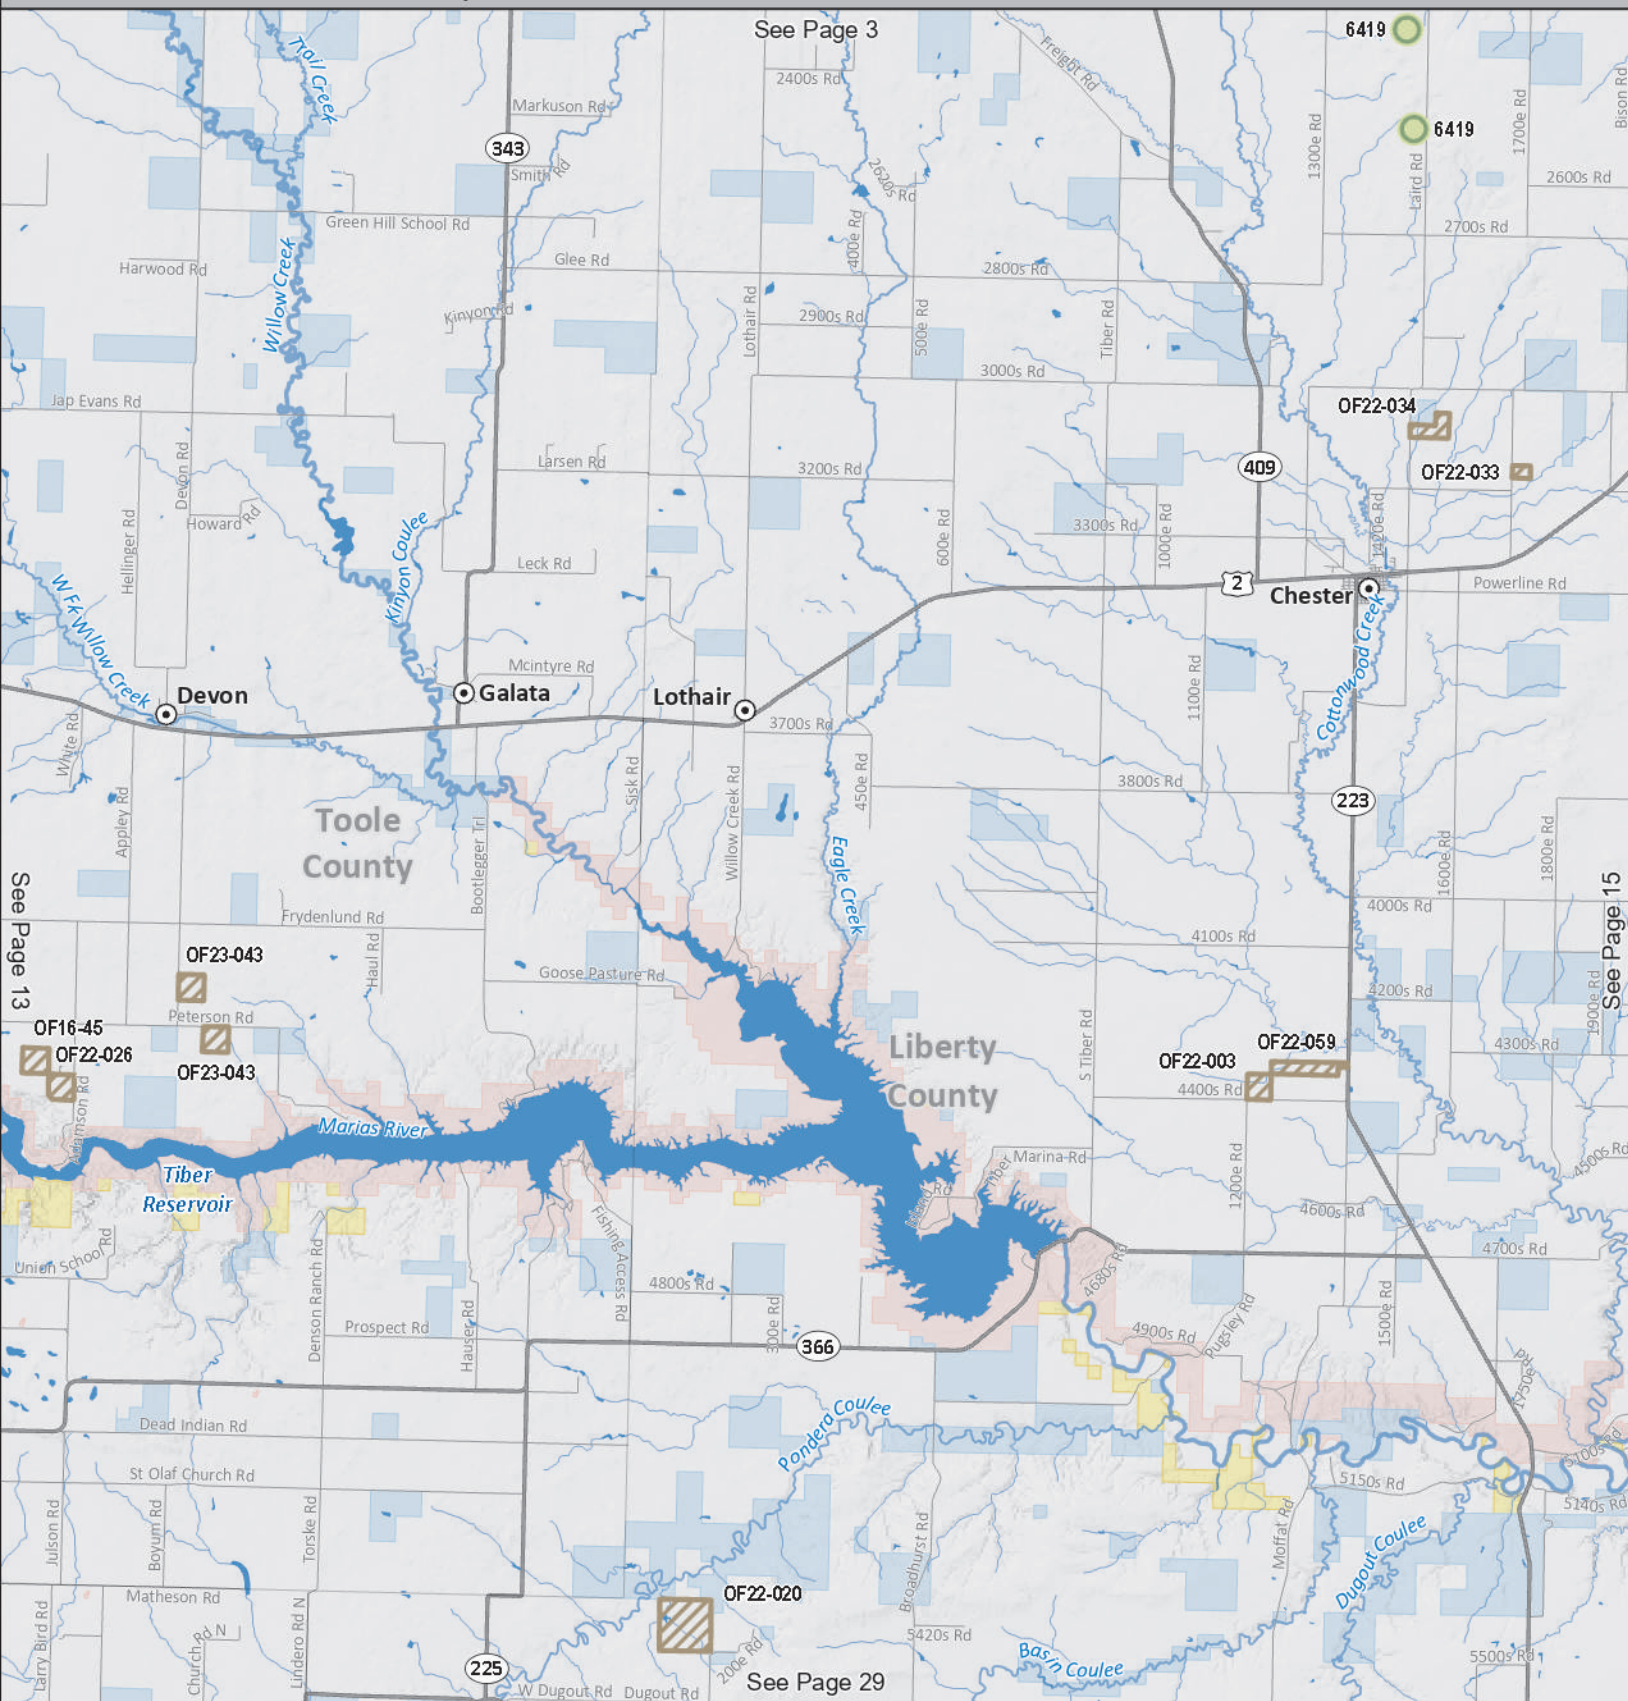 See Page 3
6419
Trail Creek
Freight Rd
2400s Rd
Bison Rd
Markuson Rd
1700e Rd
6419
1300e Rd
343
Smith Rd
2620s Rd
Laird Rd
2600s Rd
Green Hill School Rd
400e Rd
2700s Rd
Willow Creek
Harwood Rd
Glee Rd
2800s Rd
Kinyon Rd
Lothair Rd
2900s Rd
500e Rd
Tiber Rd
3000s Rd
Jap Evans Rd
OF22-034
Larsen Rd
3200s Rd
409
OF22-033
Devon Rd
Howard Rd
Hellinger Rd
Kinyon Coulee
600e Rd
3300s Rd
1000e Rd
1420e Rd
Leck Rd
2
Powerline Rd
Chester
W Fk Willow Creek
Cottonwood Creek
Mcintyre Rd
1100e Rd
Devon
Galata
Lothair
3700s Rd
White Rd
Sisk Rd
Willow Creek Rd
450e Rd
3800s Rd
223
Appley Rd
Toole
County
Bootlegger Trl
Eagle Creek
1600e Rd
1800e Rd
See Page 13
See Page 15
Frydenlund Rd
4000s Rd
4100s Rd
OF23-043
Haul Rd
Goose Pasture Rd
4200s Rd
1900e Rd
Peterson Rd
OF16-45
OF22-026
OF23-043
Liberty
County
S Tiber Rd
OF22-059
OF22-003
4300s Rd
4400s Rd
Adamson Rd
Marias River
Marina Rd
Tiber
4500s Rd
Tiber
Reservoir
Island Rd
1200e Rd
4600s Rd
Fishing Access Rd
Union School Rd
4700s Rd
Denson Ranch Rd
4800s Rd
4680s Rd
300e Rd
Hauser Rd
Prospect Rd
366
4900s Rd
Pugsley Rd
1500e Rd
1750e Rd
Dead Indian Rd
Pondera Coulee
St Olaf Church Rd
5150s Rd
5100s Rd
5140s Rd
Julson Rd
Boyum Rd
Torske Rd
Broadhurst Rd
Moffat Rd
Dugout Coulee
Matheson Rd
OF22-020
Larry Bird Rd
Church Rd N
Lindero Rd N
225
200e Rd
5420s Rd
Basin Coulee
5500s Rd
See Page 29
W Dugout Rd
Dugout Rd